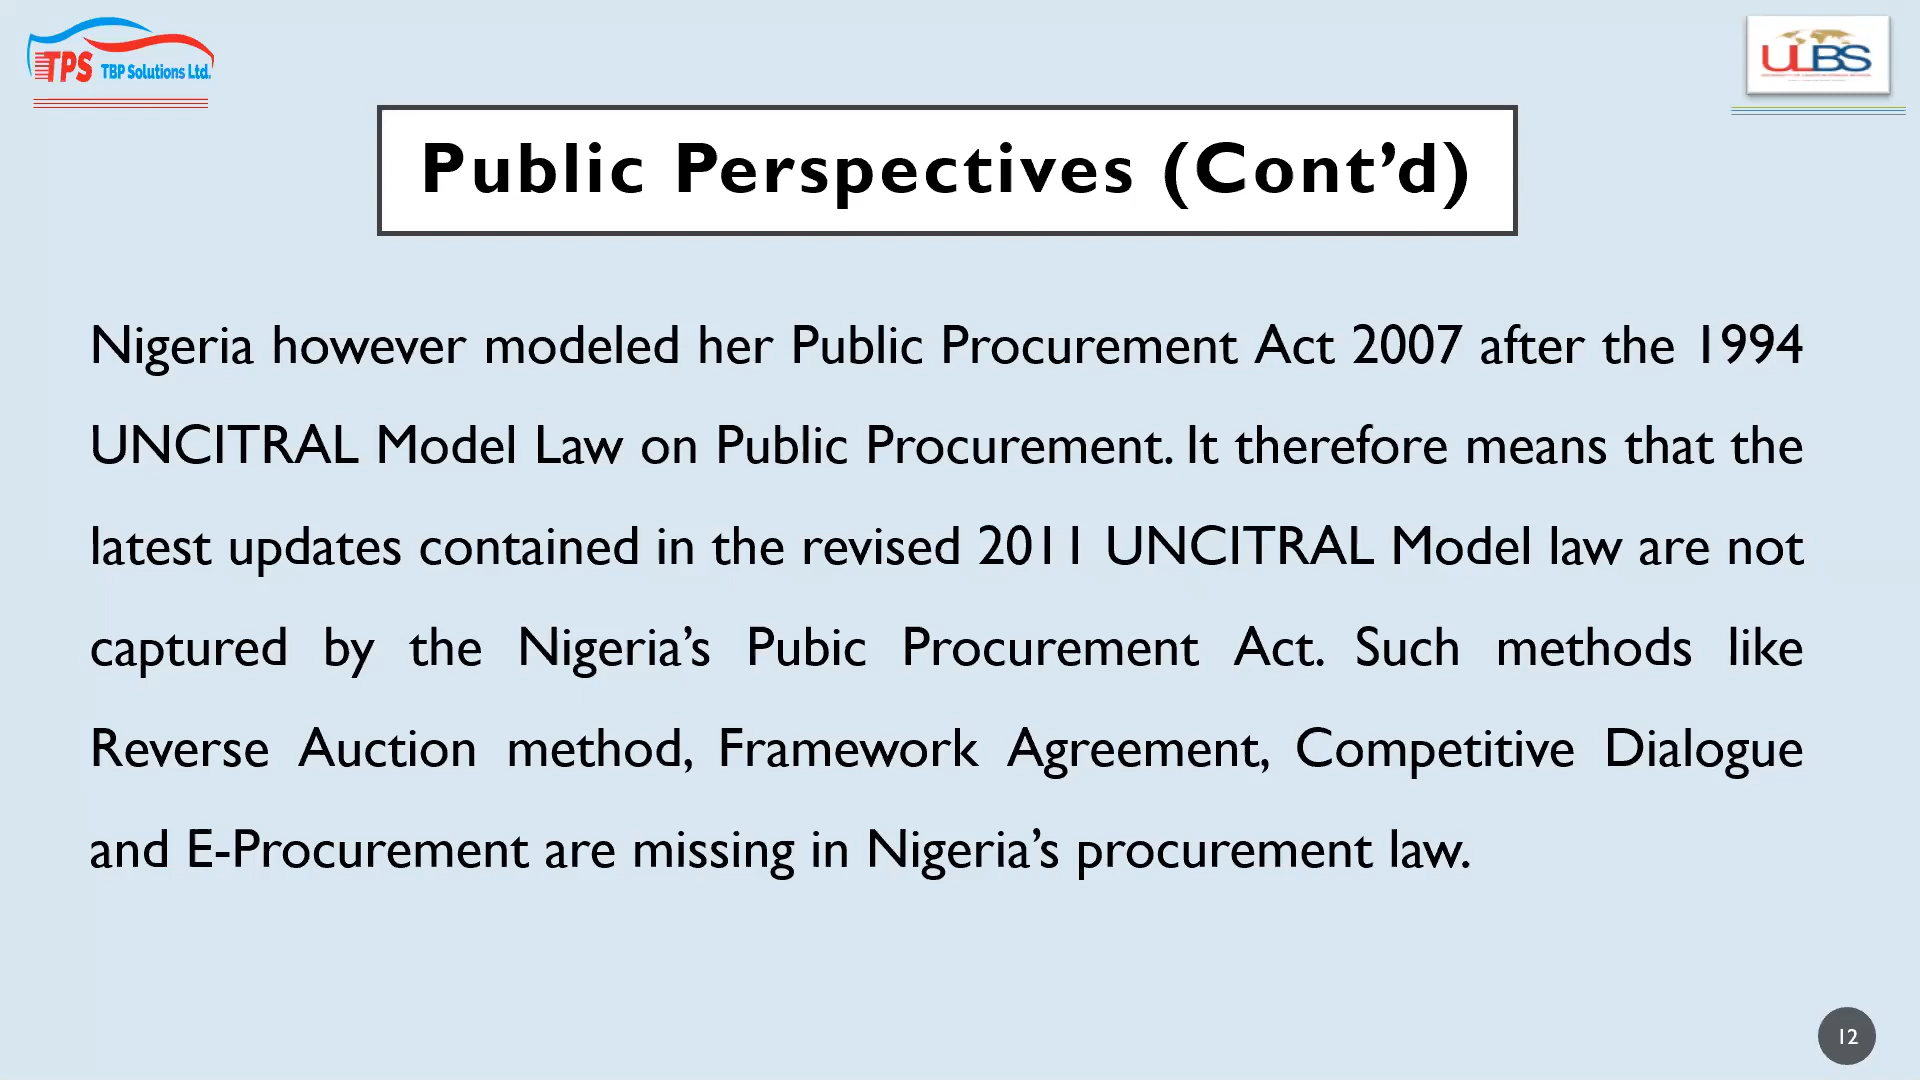 TPS TBP Solutions Ltd.
ULBS
Public Perspectives (Cont’d)
Nigeria however modeled her Public Procurement Act 2007 after the 1994
UNCITRAL Model Law on Public Procurement. It therefore means that the
latest updates contained in the revised 2011 UNCITRAL Model law are not
captured by the Nigeria’s Pubic Procurement Act. Such methods like
Reverse Auction method, Framework Agreement, Competitive Dialogue
and E-Procurement are missing in Nigeria’s procurement law.
12